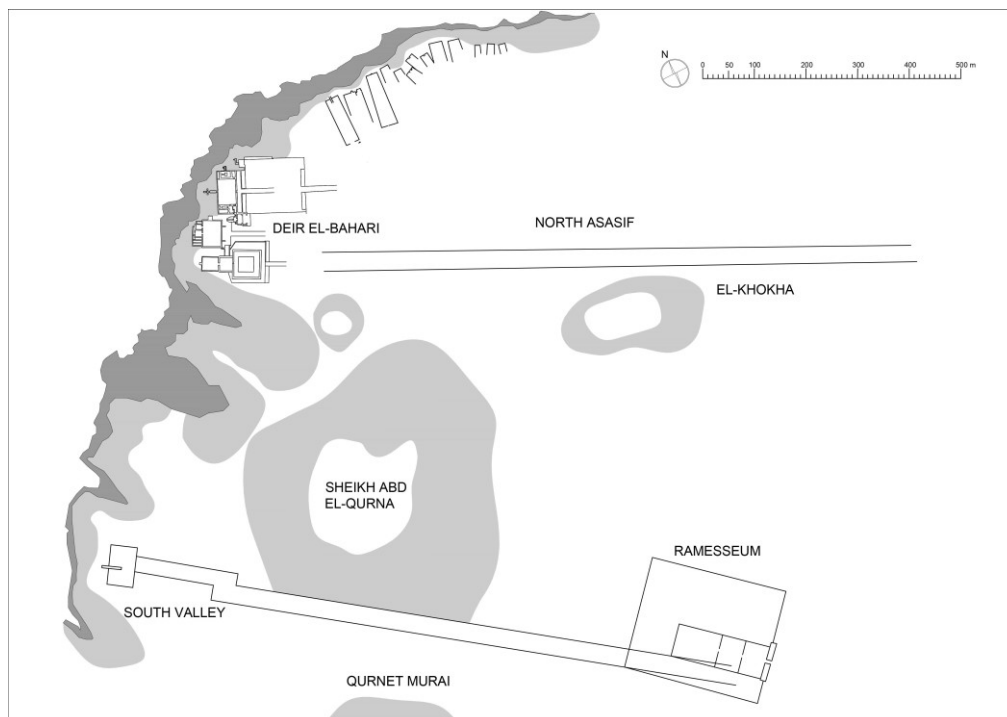 N
0 50 100 200 300 400 500 m
DEIR EL-BAHARI
NORTH ASASIF
EL-KHOKHA
SHEIKH ABD
EL-QURNA
RAMESSEUM
SOUTH VALLEY
QURNET MURAI